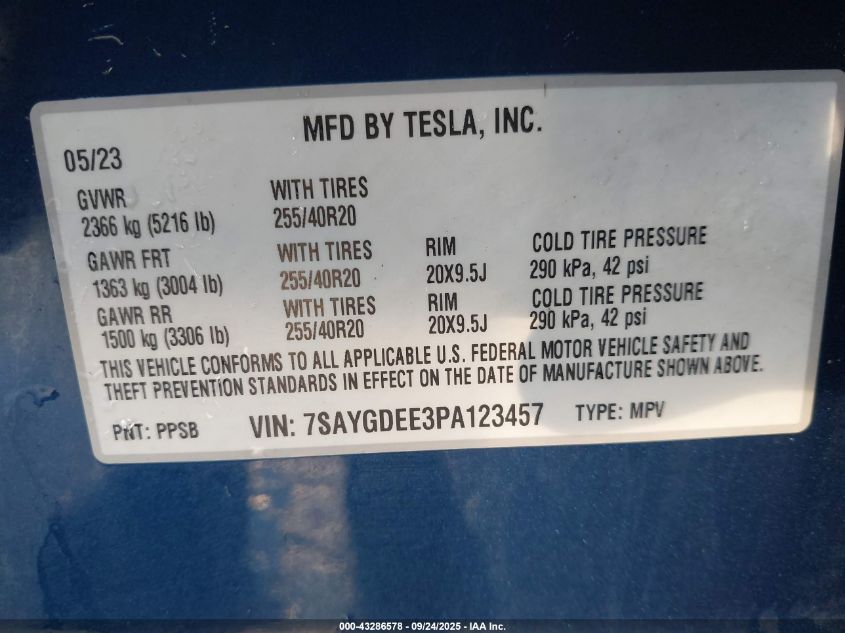 MFD BY TESLA, INC.
05/23
GVWR WITH TIRES
2366 kg (5216 lb) 255/40R20
GAWR FRT WITH TIRES RIM COLD TIRE PRESSURE
1363 kg (3004 lb) 255/40R20 20X9.5J 290 kPa, 42 psi
GAWR RR WITH TIRES RIM COLD TIRE PRESSURE
1500 kg (3306 lb) 255/40R20 20X9.5J 290 kPa, 42 psi
THIS VEHICLE CONFORMS TO ALL APPLICABLE U.S. FEDERAL MOTOR VEHICLE SAFETY AND
THEFT PREVENTION STANDARDS IN EFFECT ON THE DATE OF MANUFACTURE SHOWN ABOVE.
PNT: PPSB VIN: 7SAYGDEE3PA123457 TYPE: MPV
000-43286578 - 09/24/2025 - IAA Inc.